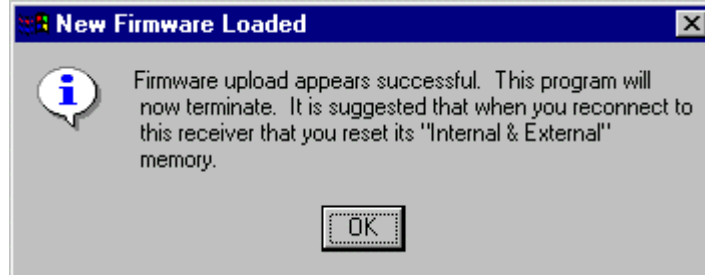 New Firmware Loaded
Firmware upload appears successful.  This program will
now terminate.  It is suggested that when you reconnect to
this receiver that you reset its "Internal & External"
memory.
OK